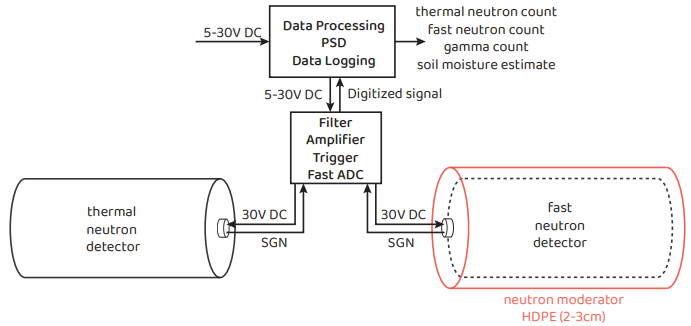 5-30V DC
Data Processing
PSD
Data Logging
thermal neutron count
fast neutron count
gamma count
soil moisture estimate
5-30V DC
Digitized signal
Filter
Amplifier
Trigger
Fast ADC
thermal
neutron
detector
30V DC
SGN
30V DC
SGN
fast
neutron
detector
neutron moderator
HDPE (2-3cm)